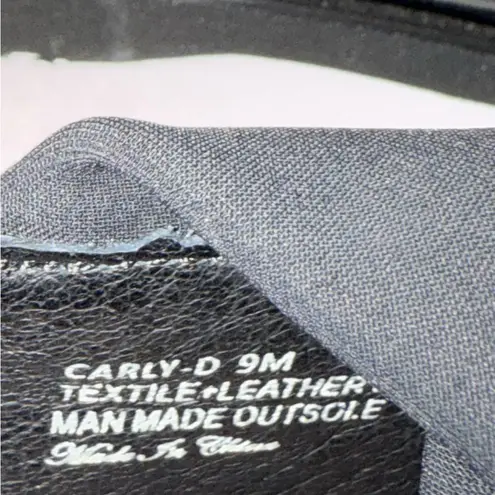 CARLY-D 9M
TEXTILE+LEATHER
MAN MADE OUTSOLE
Made In China